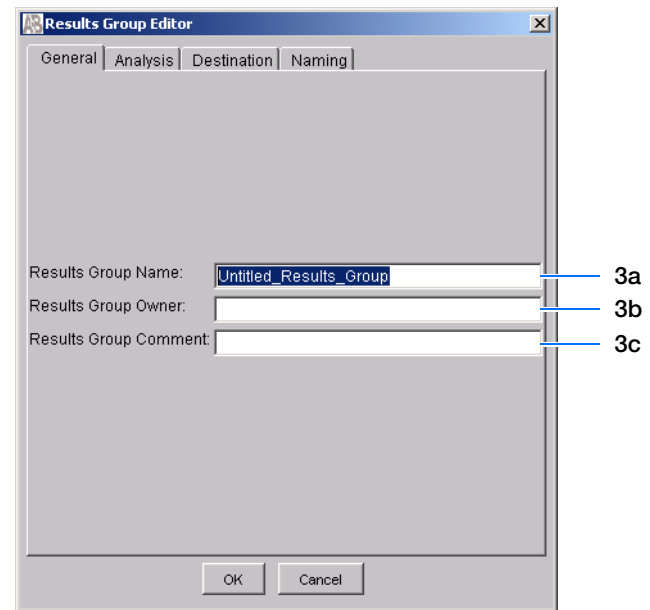 Results Group Editor
General Analysis Destination Naming
Results Group Name: Untitled_Results_Group 3a
Results Group Owner: 3b
Results Group Comment: 3c
OK Cancel